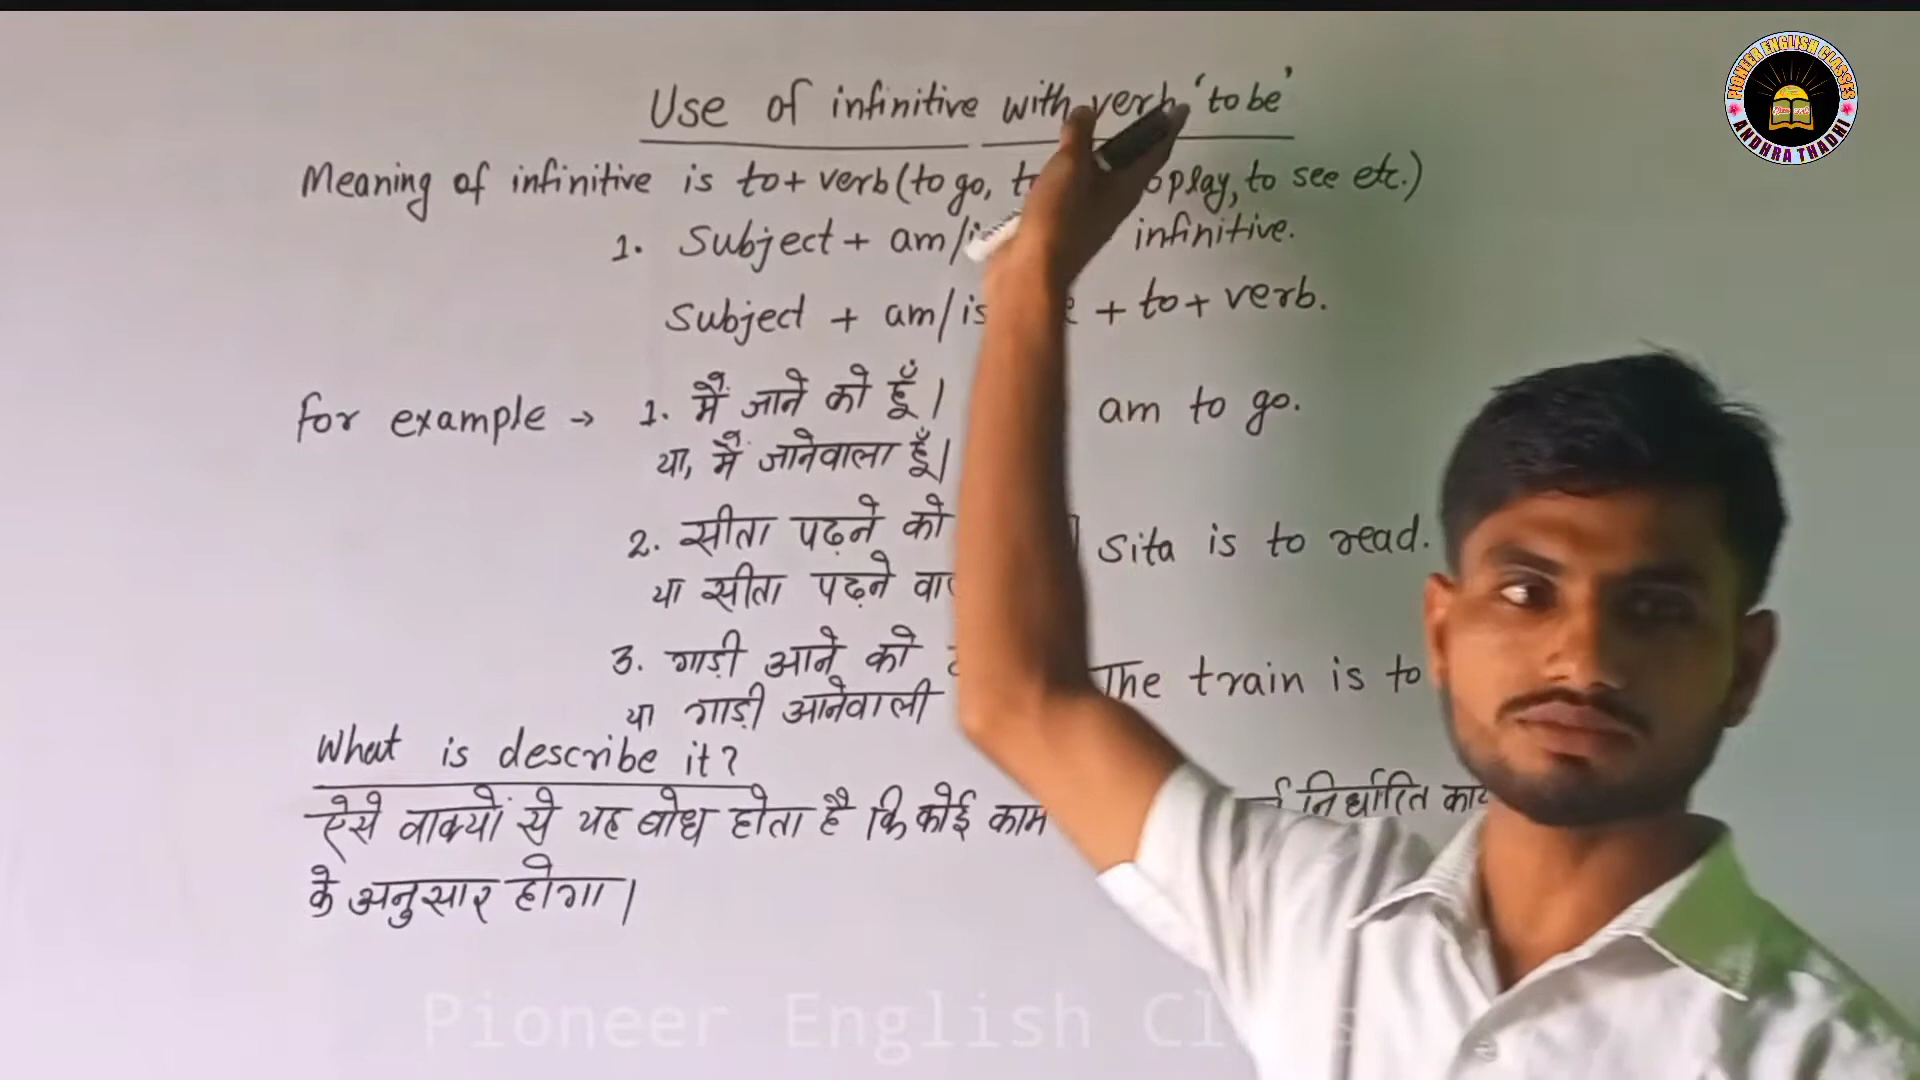 Use of infinitive with verb 'to be'
Meaning of infinitive is to+ verb (to go, play, to see etc.)
1. Subject + am/ infinitive.
Subject + am/is + to + verb.
for example → 1. मैं जाने को हूँ। am to go.
या, मैं जानेवाला हूँ।
2. सीता पढ़ने को Sita is to read.
या सीता पढ़ने
3. गाड़ी आने को The train is to
या गाड़ी आनेवाली
What is describe it?
ऐसे वाक्यों से यह बोध होता है कि कोई काम निर्धारित
के अनुसार होगा।
PIONEER ENGLISH CLASSES
ANDHRA THADHI
Pioneer English